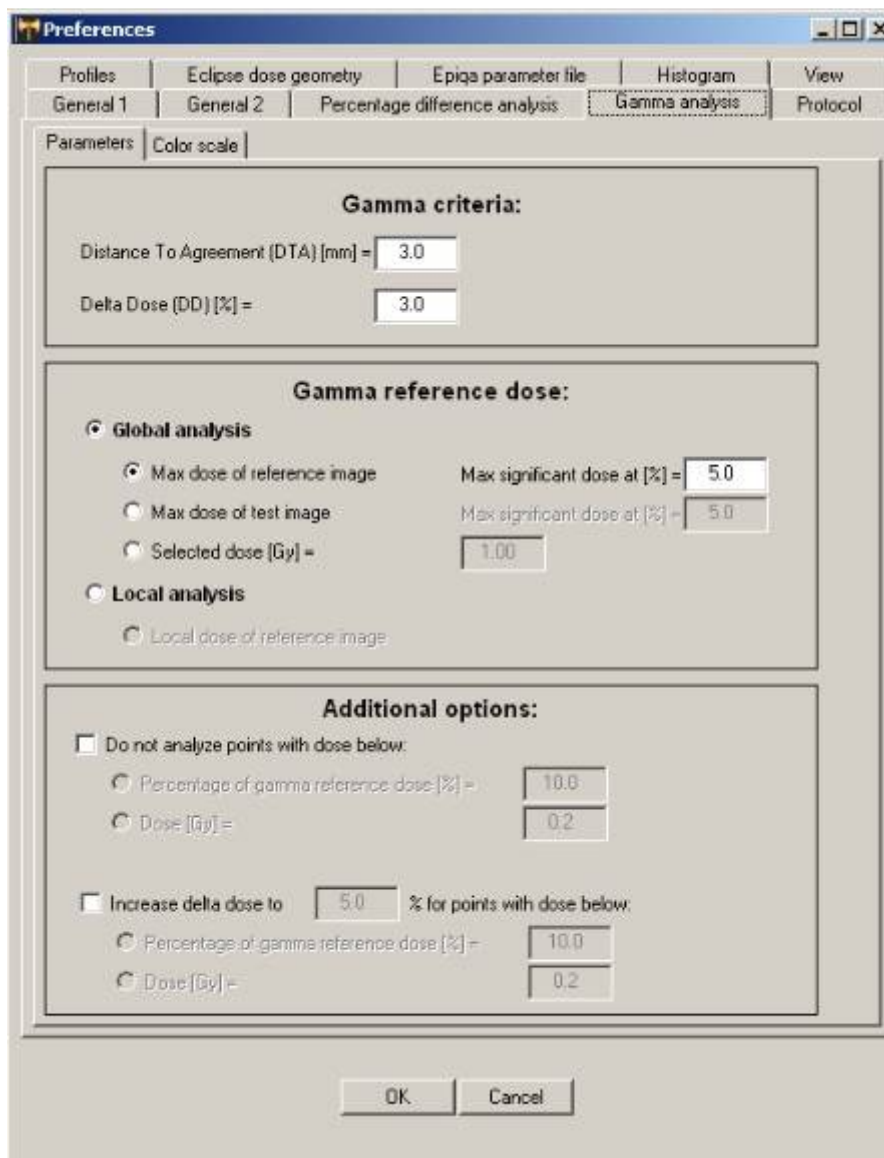 Preferences
Profiles Eclipse dose geometry Epiqa parameter file Histogram View
General 1 General 2 Percentage difference analysis Gamma analysis Protocol
Parameters Color scale
Gamma criteria:
Distance To Agreement (DTA) [mm] = 3.0
Delta Dose (DD) [%] = 3.0
Gamma reference dose:
Global analysis
Max dose of reference image Max significant dose at [%] = 5.0
Max dose of test image Max significant dose at [%] = 5.0
Selected dose [Gy] = 1.00
Local analysis
Local dose of reference image
Additional options:
Do not analyze points with dose below:
Percentage of gamma reference dose [%] = 10.0
Dose [Gy] = 0.2
Increase delta dose to 5.0 % for points with dose below:
Percentage of gamma reference dose [%] = 10.0
Dose [Gy] = 0.2
OK Cancel